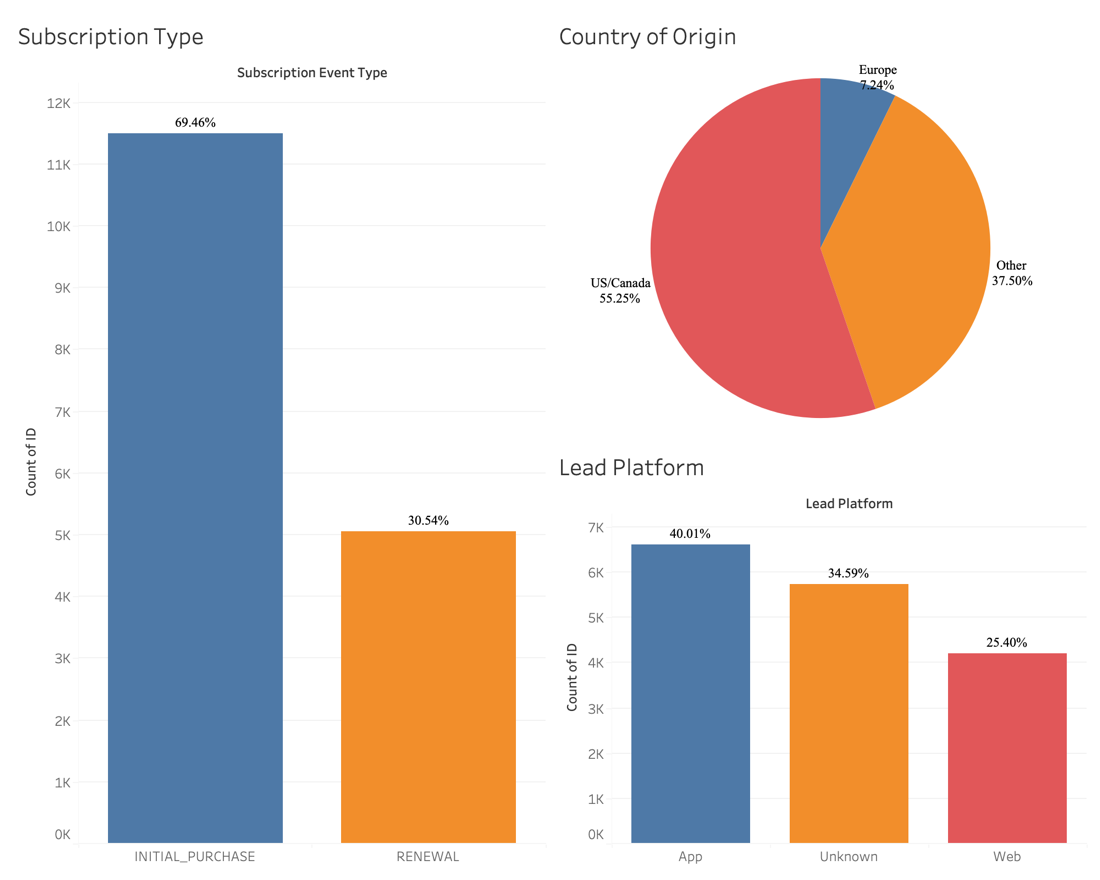 Subscription Type
Subscription Event Type
12K
11K
10K
9K
8K
7K
6K
5K
4K
3K
2K
1K
0K
Count of ID
69.46%
30.54%
INITIAL_PURCHASE
RENEWAL
Country of Origin
Europe
7.24%
Other
37.50%
US/Canada
55.25%
Lead Platform
Lead Platform
7K
6K
5K
4K
3K
2K
1K
0K
Count of ID
40.01%
34.59%
25.40%
App
Unknown
Web